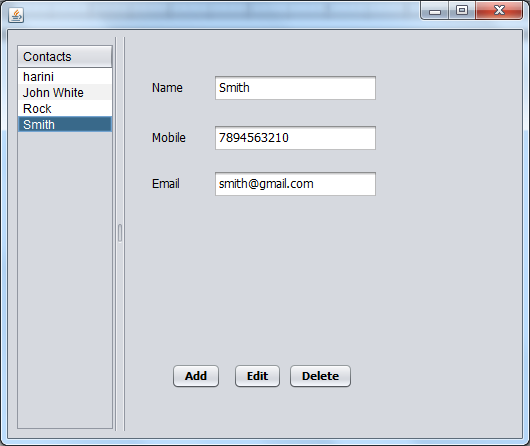 Contacts
harini
John White
Rock
Smith
Name Smith
Mobile 7894563210
Email smith@gmail.com
Add Edit Delete